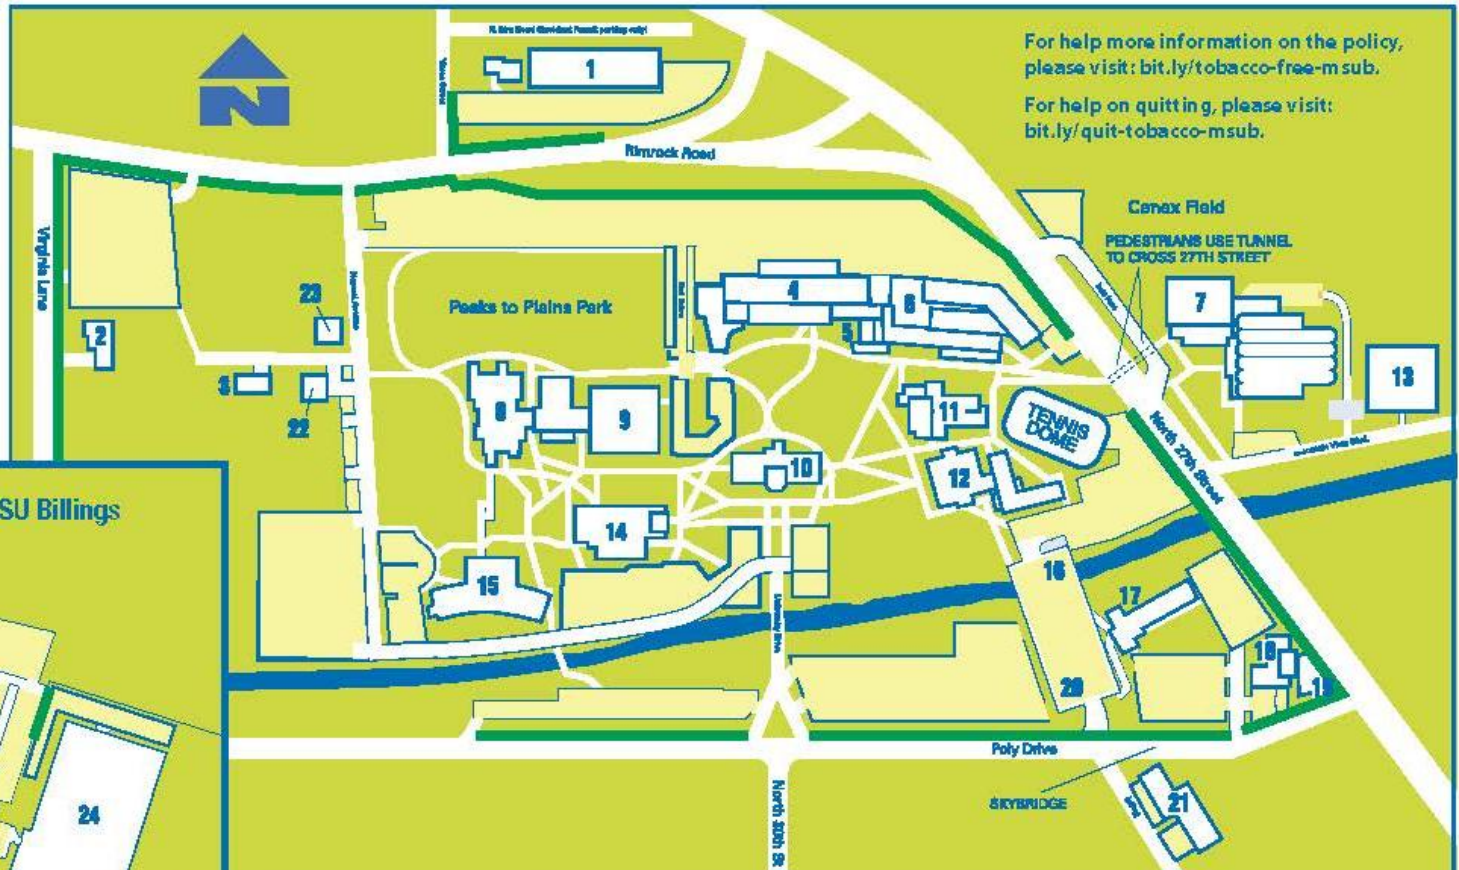 N
1
For help more information on the policy,
please visit: bit.ly/tobacco-free-msub.
For help on quitting, please visit:
bit.ly/quit-tobacco-msub.
Rimrock Road
Virginia Lane
Cenex Field
PEDESTRIANS USE TUNNEL
TO CROSS 27TH STREET
Peaks to Plains Park
23
2
3
22
4
5
6
7
13
8
9
10
11
TENNIS
DOME
12
North 27th Street
SU Billings
14
15
16
17
18
19
20
University Drive
Poly Drive
SKYBRIDGE
North 30th St
21
24